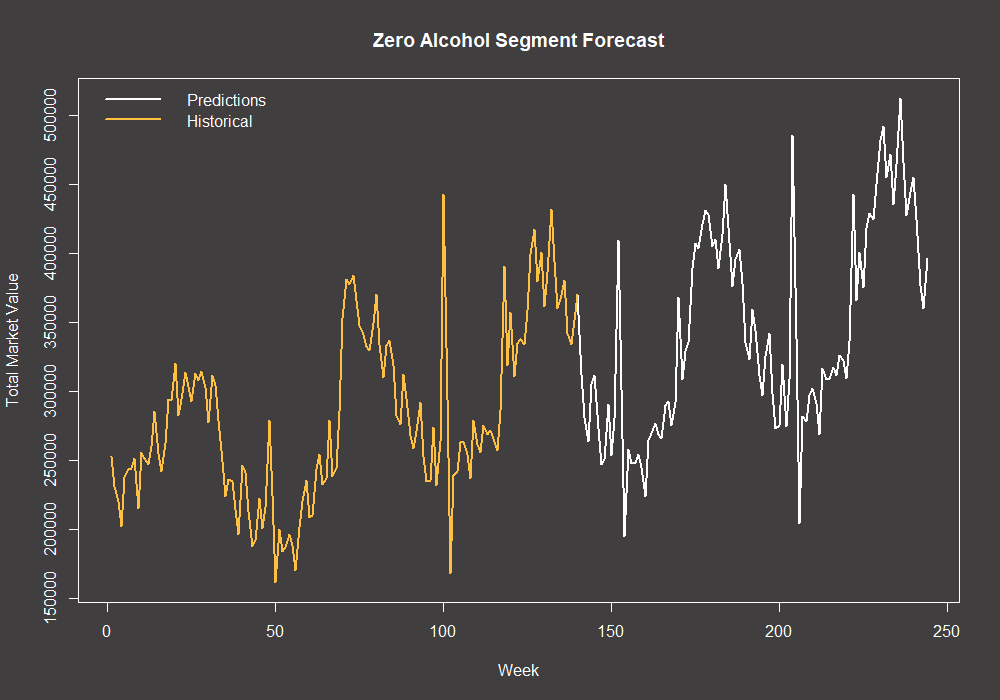 Zero Alcohol Segment Forecast
Predictions
Historical
Total Market Value
500000
450000
400000
350000
300000
250000
200000
150000
0 50 100 150 200 250
Week